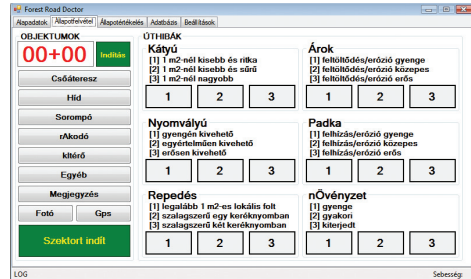 Forest Road Doctor
Alapadatok Állapotfelvétel Állapotértékelés Adatbázis Beállítások
OBJEKTUMOK
00+00 Indítás
Csőáteresz
Híd
Sorompó
rAkodó
kItérő
Egyéb
Megjegyzés
Fotó Gps
Szektort indít
ÚTHIBÁK
Kátyú
[1] 1 m2-nél kisebb és ritka
[2] 1 m2-nél kisebb és sűrű
[3] 1 m2-nél nagyobb
1 2 3
Árok
[1] feltöltődés/erózió gyenge
[2] feltöltődés/erózió közepes
[3] feltöltődés/erózió erős
1 2 3
Nyomvályú
[1] gyengén kivehető
[2] egyértelműen kivehető
[3] erősen kivehető
1 2 3
Padka
[1] felhízás/erózió gyenge
[2] felhízás/erózió közepes
[3] felhízás/erózió erős
1 2 3
Repedés
[1] legalább 1 m2-es lokális folt
[2] szalagszerű egy keréknyomban
[3] szalagszerű két keréknyomban
1 2 3
nÖvényzet
[1] gyenge
[2] gyakori
[3] kiterjedt
1 2 3
LOG Sebesség: